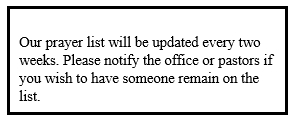 Our prayer list will be updated every two
weeks. Please notify the office or pastors if
you wish to have someone remain on the
list.